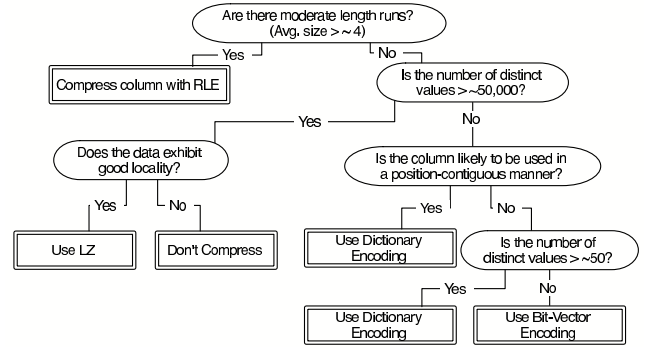 Are there moderate length runs?
(Avg. size > ~ 4)
Yes
No
Compress column with RLE
Is the number of distinct
values > ~50,000?
Yes
No
Does the data exhibit
good locality?
Is the column likely to be used in
a position-contiguous manner?
Yes
No
Yes
No
Use LZ
Don't Compress
Use Dictionary
Encoding
Is the number of
distinct values > ~50?
Yes
No
Use Dictionary
Encoding
Use Bit-Vector
Encoding